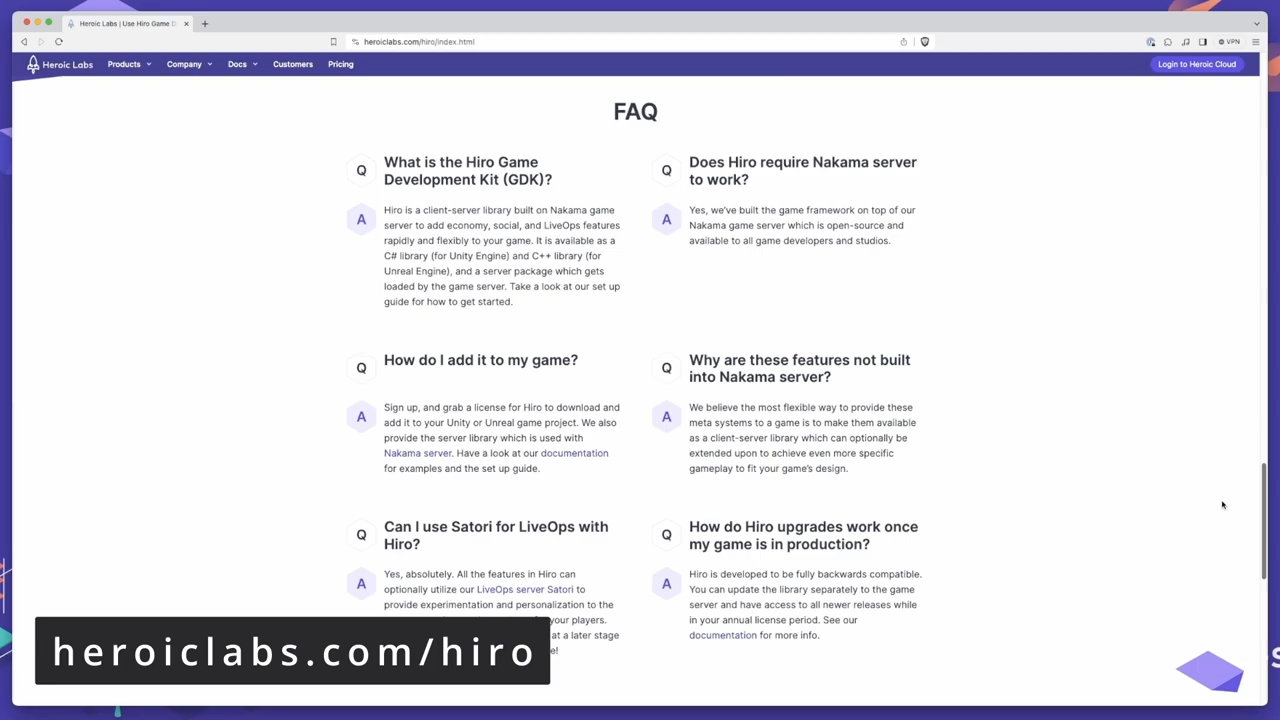 Heroic Labs | Use Hiro Game D
heroiclabs.com/hiro/index.html
VPN
Heroic Labs
Products
Company
Docs
Customers
Pricing
Login to Heroic Cloud
FAQ
Q
What is the Hiro Game
Development Kit (GDK)?
A
Hiro is a client-server library built on Nakama game
server to add economy, social, and LiveOps features
rapidly and flexibly to your game. It is available as a
C# library (for Unity Engine) and C++ library (for
Unreal Engine), and a server package which gets
loaded by the game server. Take a look at our set up
guide for how to get started.
Q
Does Hiro require Nakama server
to work?
A
Yes, we've built the game framework on top of our
Nakama game server which is open-source and
available to all game developers and studios.
Q
How do I add it to my game?
A
Sign up, and grab a license for Hiro to download and
add it to your Unity or Unreal game project. We also
provide the server library which is used with
Nakama server. Have a look at our documentation
for examples and the set up guide.
Q
Why are these features not built
into Nakama server?
A
We believe the most flexible way to provide these
meta systems to a game is to make them available
as a client-server library which can optionally be
extended upon to achieve even more specific
gameplay to fit your game's design.
Q
Can I use Satori for LiveOps with
Hiro?
A
Yes, absolutely. All the features in Hiro can
optionally utilize our LiveOps server Satori to
provide experimentation and personalization to the
your players.
at a later stage
e!
Q
How do Hiro upgrades work once
my game is in production?
A
Hiro is developed to be fully backwards compatible.
You can update the library separately to the game
server and have access to all newer releases while
in your annual license period. See our
documentation for more info.
heroiclabs.com/hiro